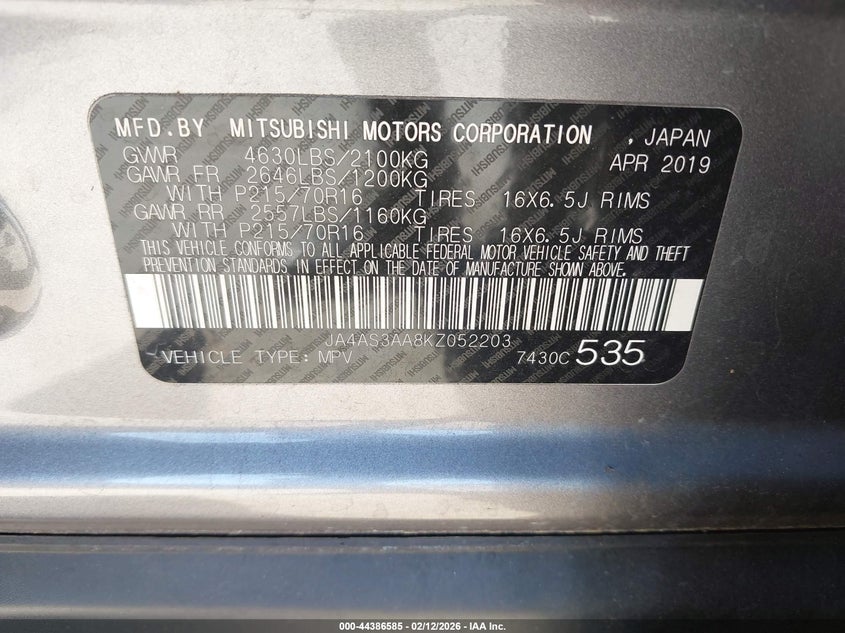 MFD.BY MITSUBISHI MOTORS CORPORATION , JAPAN
GVWR 4630LBS/2100KG APR 2019
GAWR FR 2646LBS/1200KG
WITH P215/70R16 TIRES 16X6.5J RIMS
GAWR RR 2557LBS/1160KG
WITH P215/70R16 TIRES 16X6.5J RIMS
THIS VEHICLE CONFORMS TO ALL APPLICABLE FEDERAL MOTOR VEHICLE SAFETY AND THEFT
PREVENTION STANDARDS IN EFFECT ON THE DATE OF MANUFACTURE SHOWN ABOVE.
JA4AS3AA8KZ052203
VEHICLE TYPE: MPV 7430C 535
000-44386585 - 02/12/2026 - IAA Inc.